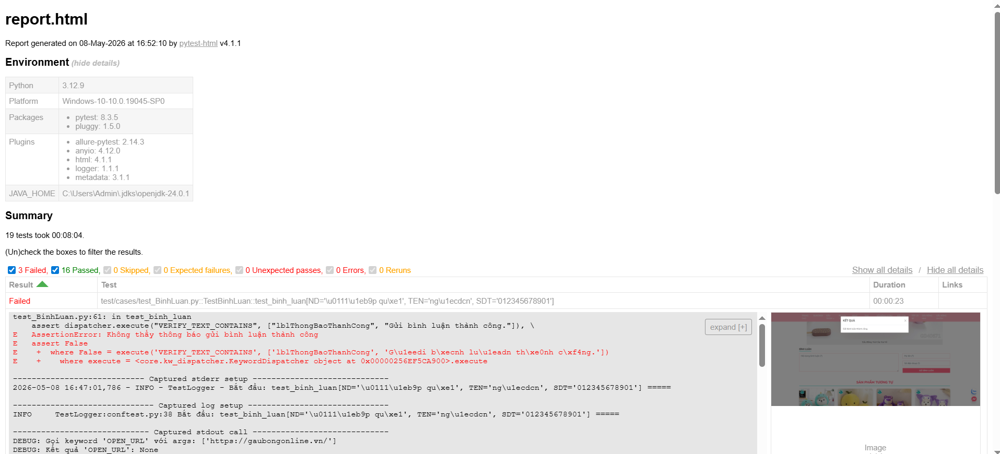 report.html
Report generated on 08-May-2026 at 16:52:10 by pytest-html v4.1.1
Environment (hide details)
Python 3.12.9
Platform Windows-10-10.0.19045-SP0
Packages
pytest: 8.3.5
pluggy: 1.5.0
Plugins
allure-pytest: 2.14.3
anyio: 4.12.0
html: 4.1.1
logger: 1.1.1
metadata: 3.1.1
JAVA_HOME C:\Users\Admin\.jdks\openjdk-24.0.1
Summary
19 tests took 00:08:04.
(Un)check the boxes to filter the results.
3 Failed, 16 Passed, 0 Skipped, 0 Expected failures, 0 Unexpected passes, 0 Errors, 0 Reruns
Show all details / Hide all details
Result Test Duration Links
Failed test/cases/test_BinhLuan.py::TestBinhLuan::test_binh_luan[ND='\u0111\u1eb9p qu\xe1', TEN='ng\u1ecdcn', SDT='012345678901'] 00:00:23
test_BinhLuan.py:61: in test_binh_luan
assert dispatcher.execute("VERIFY_TEXT_CONTAINS", ["lblThongBaoThanhCong", "Gửi bình luận thành công."]), \
E AssertionError: Không thấy thông báo gửi bình luận thành công
E assert False
E + where False = execute('VERIFY_TEXT_CONTAINS', ['lblThongBaoThanhCong', 'G\u1eedi b\xecnh lu\u1eadn th\xe0nh c\xf4ng.'])
E + where execute = <core.kw_dispatcher.KeywordDispatcher object at 0x00000256EF5CA900>.execute
---------------------------- Captured stderr setup -----------------------------
2026-05-08 16:47:01,786 - INFO - TestLogger - Bắt đầu: test_binh_luan[ND='\u0111\u1eb9p qu\xe1', TEN='ng\u1ecdcn', SDT='012345678901'] =====
------------------------------ Captured log setup ------------------------------
INFO TestLogger:conftest.py:38 Bắt đầu: test_binh_luan[ND='\u0111\u1eb9p qu\xe1', TEN='ng\u1ecdcn', SDT='012345678901'] =====
----------------------------- Captured stdout call -----------------------------
DEBUG: Gọi keyword 'OPEN_URL' với args: ['https://gaubongonline.vn/']
DEBUG: Kết quả 'OPEN_URL': None
expand [+]
KẾT QUẢ
Gửi bình luận thành công.
BÌNH LUẬN
GỬI BÌNH LUẬN
SẢN PHẨM TƯƠNG TỰ
Image